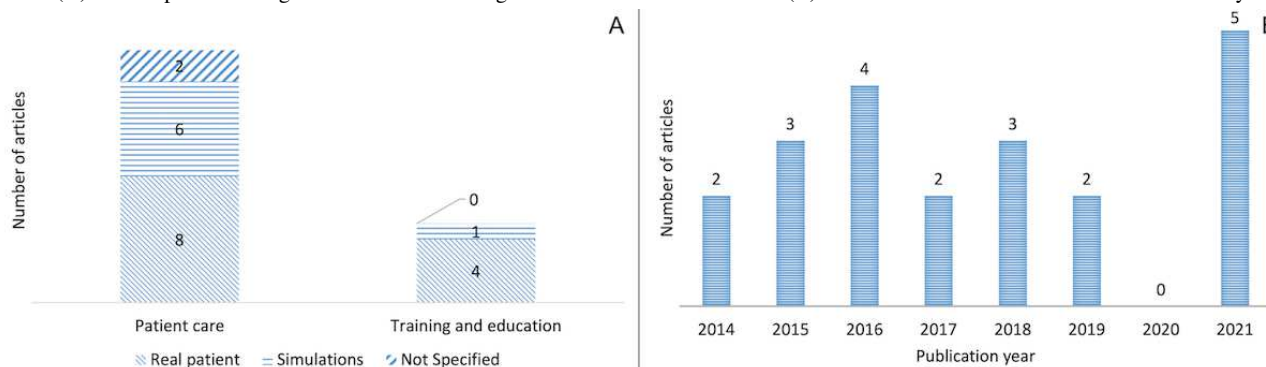 A
Number of articles
2
6
8
0
1
4
Patient care
Training and education
Real patient
Simulations
Not Specified
Number of articles
2
3
4
2
3
2
0
5
2014
2015
2016
2017
2018
2019
2020
2021
Publication year